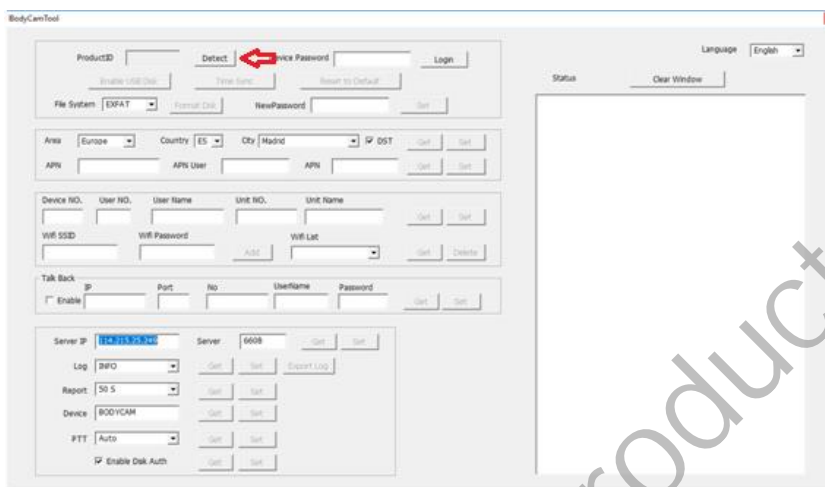 BodyCamTool
ProductID Detect Device Password Login
Language English
Enable USB Disk Time Sync Reset to Default
Status Clear Window
File System EXFAT Format Disk NewPassword Set
Area Europe Country ES City Madrid DST Get Set
APN APN User APN Get Set
Device NO. User NO. User Name Unit NO. Unit Name
Get Set
Wifi SSID Wifi Password Wifi List
Add Get Delete
Talk Back
IP Port No UserName Password
Enable Get Set
Server IP 114.215.25.249 Server 6608 Get Set
Log INFO Get Set Export Log
Report 50 S Get Set
Device BODYCAM Get Set
PTT Auto Get Set
Enable Disk Auth Get Set